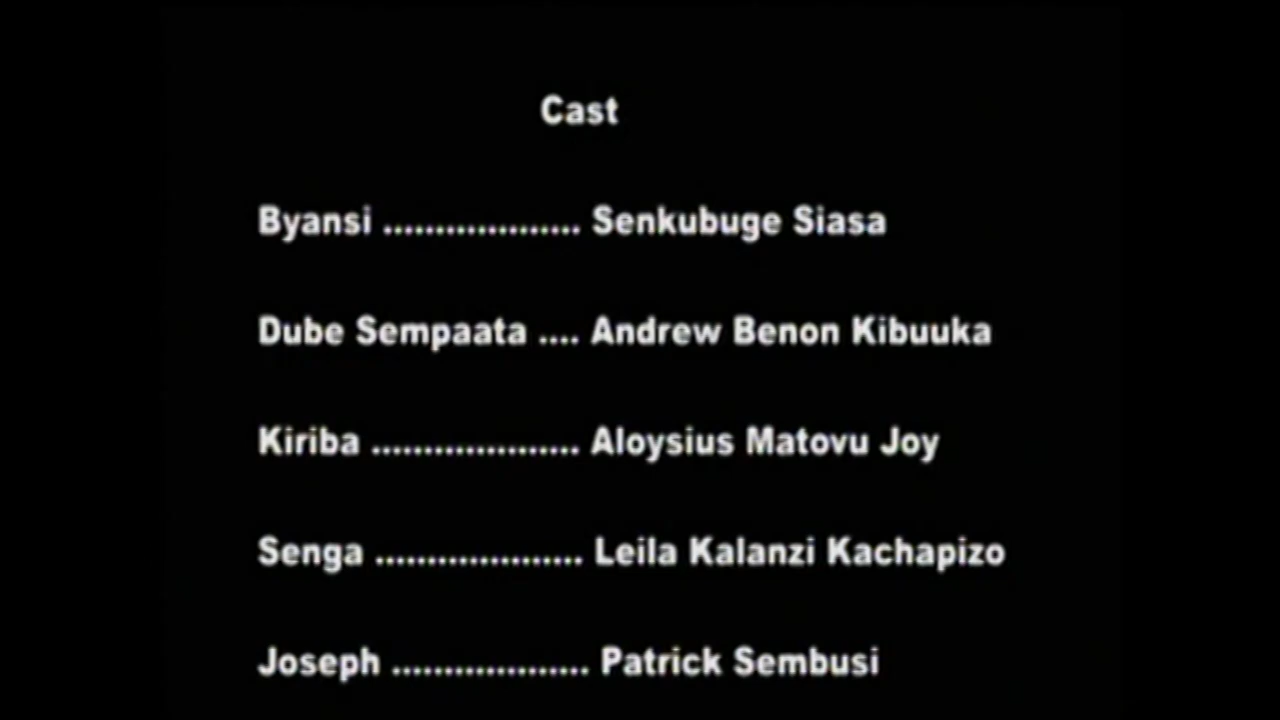 Cast
Byansi ................... Senkubuge Siasa
Dube Sempaata .... Andrew Benon Kibuuka
Kiriba .................... Aloysius Matovu Joy
Senga .................... Leila Kalanzi Kachapizo
Joseph ................... Patrick Sembusi